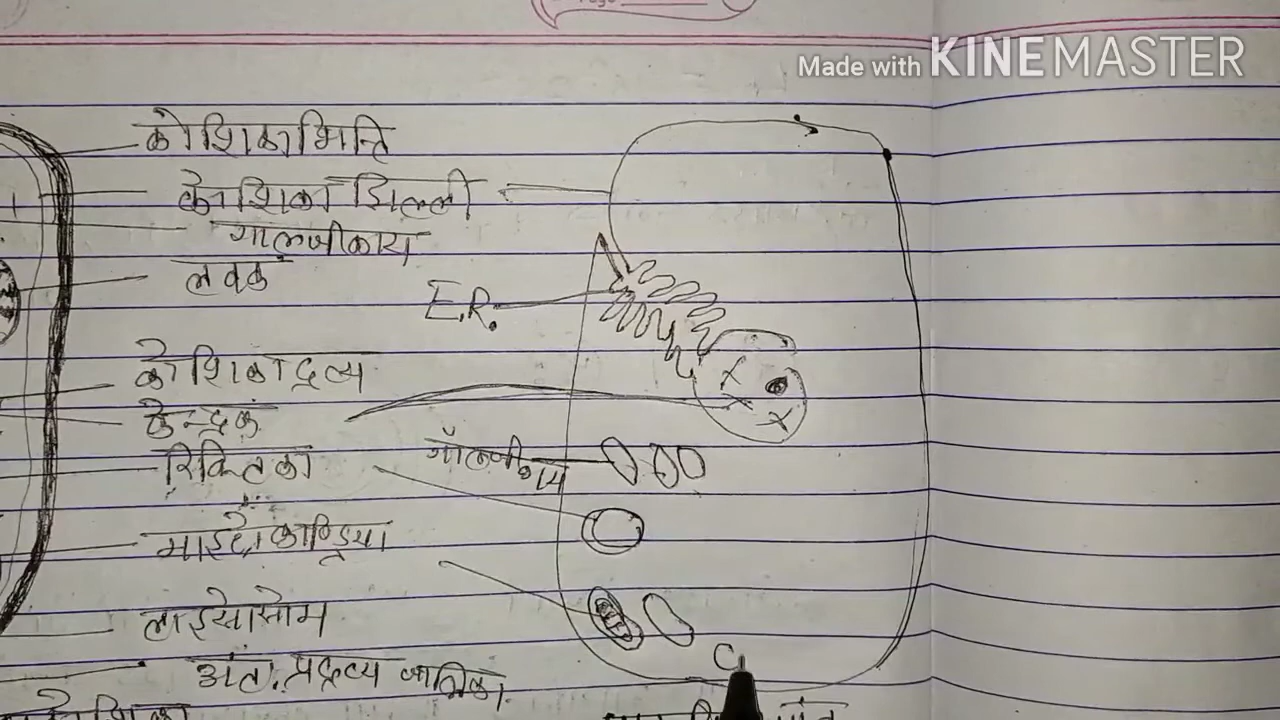 Made with KINEMASTER
कोशिकाभित्ति
कोशिका झिल्ली
गाल्जीकाय
लवक
E.R.
कोशिकाद्रव्य
केन्द्रक
रिक्तिका
गॉल्जीकाय
माइट्रोकाण्ड्रिया
लाइसोसोम
अंत: प्रद्रव्य जालिका